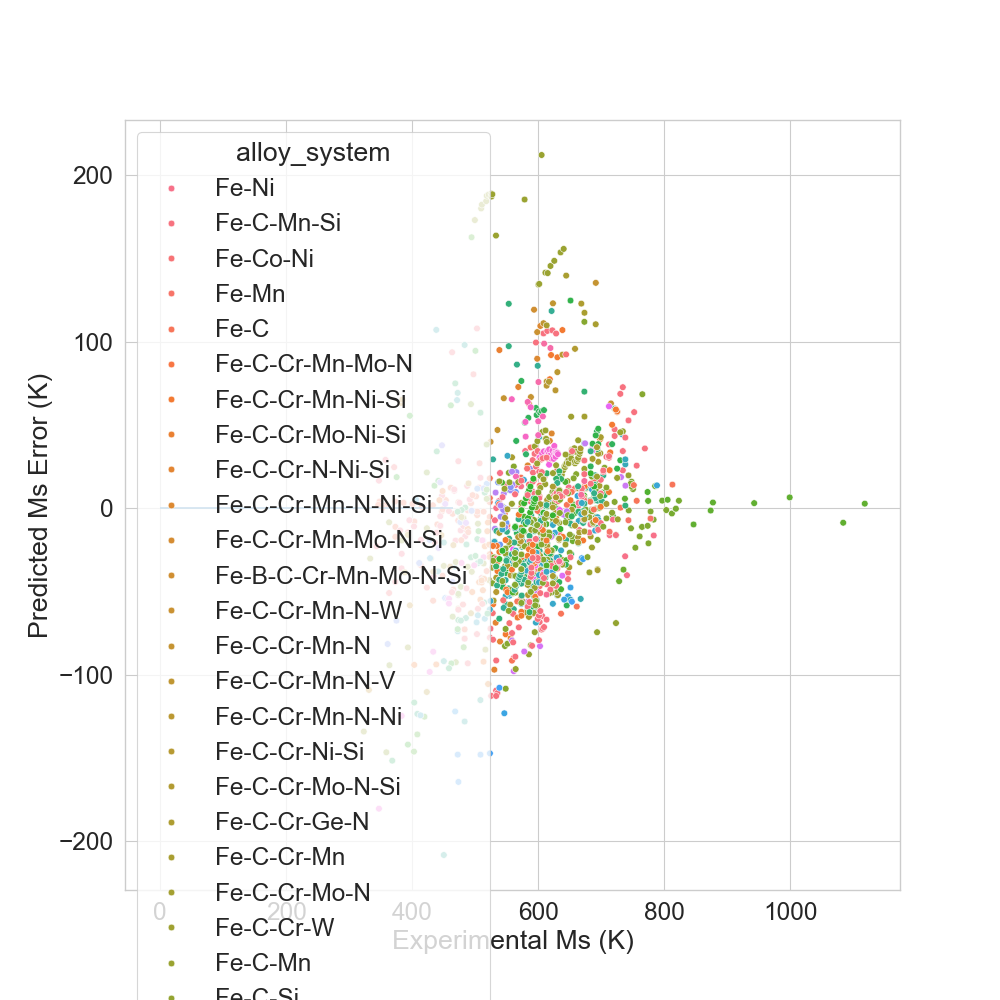 alloy_system
Fe-Ni
Fe-C-Mn-Si
Fe-Co-Ni
Fe-Mn
Fe-C
Fe-C-Cr-Mn-Mo-N
Fe-C-Cr-Mn-Ni-Si
Fe-C-Cr-Mo-Ni-Si
Fe-C-Cr-N-Ni-Si
Fe-C-Cr-Mn-N-Ni-Si
Fe-C-Cr-Mn-Mo-N-Si
Fe-B-C-Cr-Mn-Mo-N-Si
Fe-C-Cr-Mn-N-W
Fe-C-Cr-Mn-N
Fe-C-Cr-Mn-N-V
Fe-C-Cr-Mn-N-Ni
Fe-C-Cr-Ni-Si
Fe-C-Cr-Mo-N-Si
Fe-C-Cr-Ge-N
Fe-C-Cr-Mn
Fe-C-Cr-Mo-N
Fe-C-Cr-W
Fe-C-Mn
Fe-C-Si
200
100
0
−100
−200
Predicted Ms Error (K)
0 200 400 600 800 1000
Experimental Ms (K)